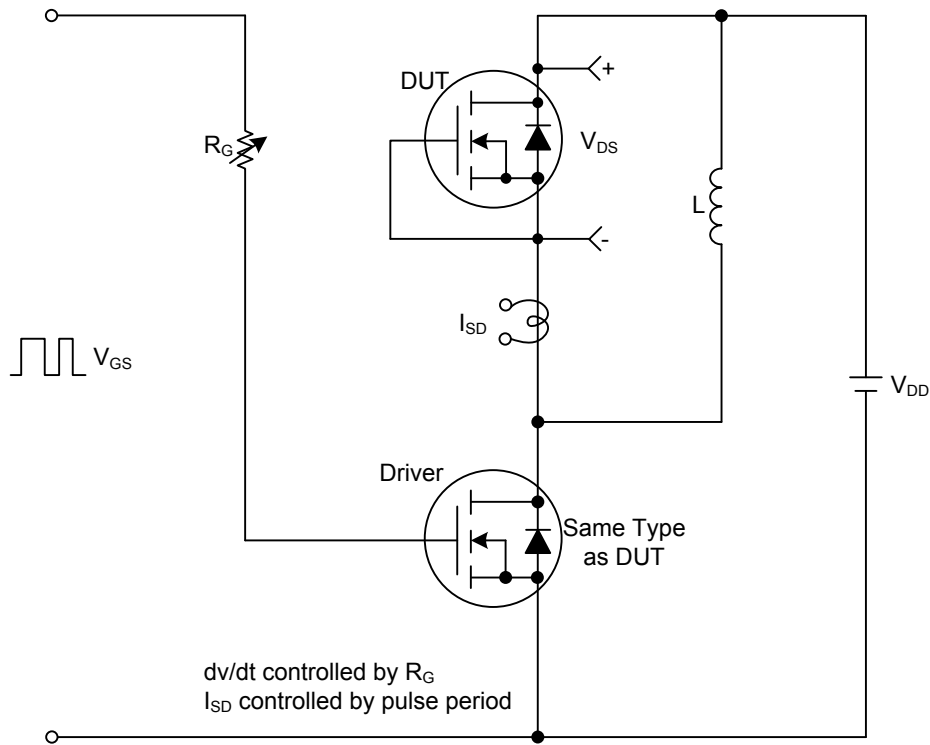 DUT
+
R_G
V_DS
L
-
I_SD
V_GS
V_DD
Driver
Same Type
as DUT
dv/dt controlled by R_G
I_SD controlled by pulse period